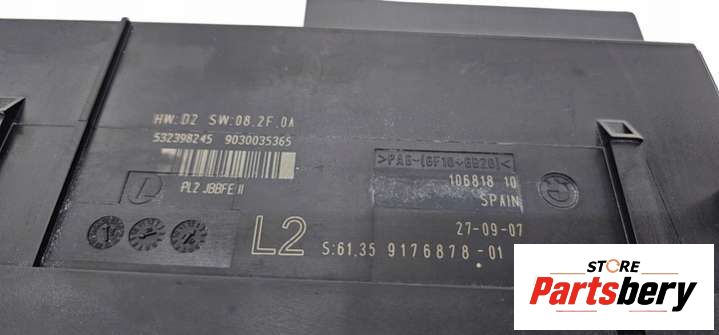 HW:D2 SW:08.2F.0A
532398245 9030035365
PL2 JBBFE II
L2
>PA6-(GF10+GB20)<
106818 10
SPAIN
27-09-07
S:61.35 9176878-01
STORE
Partsbery